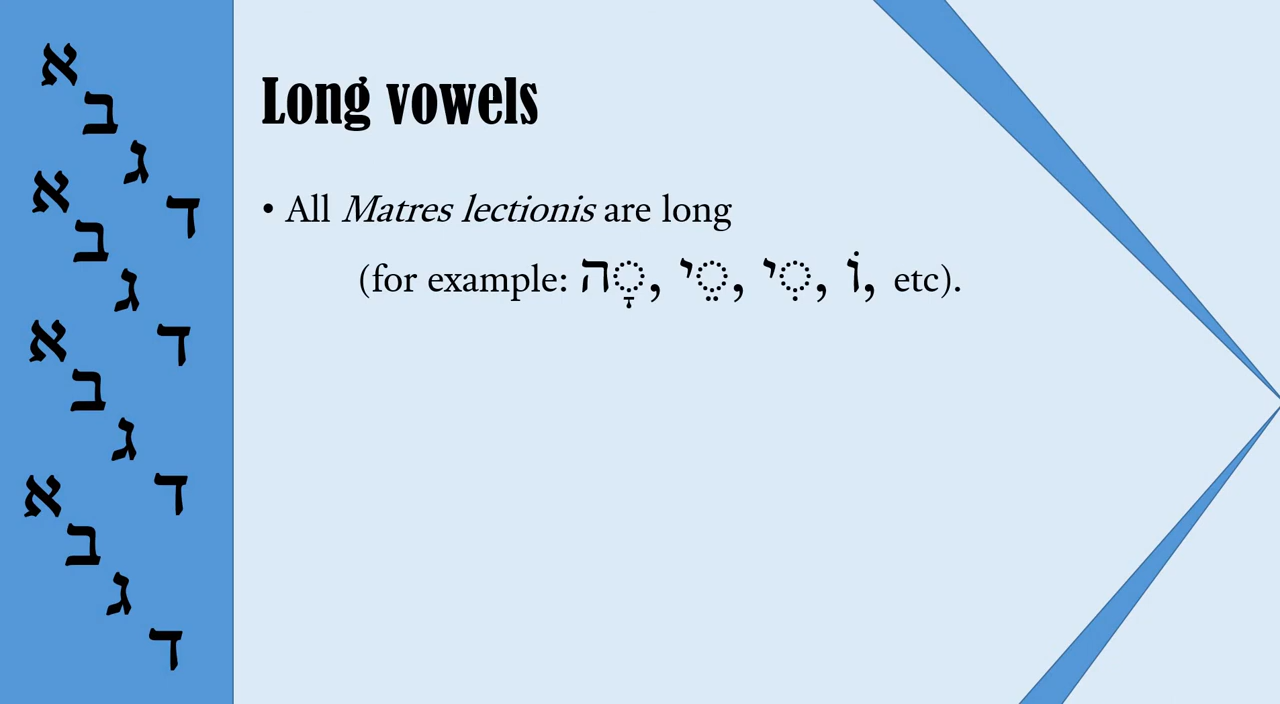 א
ב
ג
ד
א
ב
ג
ד
א
ב
ג
ד
א
ב
ג
ד
Long vowels
• All Matres lectionis are long
(for example: ◌ָה, ◌ֵי, ◌ִי, וֹ, etc).